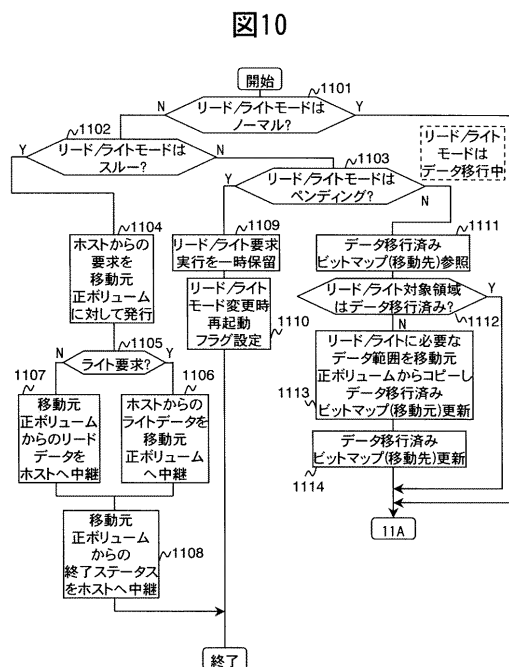 図10
開始
1101
リード/ライトモードは
ノーマル?
N
Y
1102
リード/ライトモードは
スルー?
Y
N
リード/ライト
モードは
データ移行中
1103
リード/ライトモードは
ペンディング?
Y
N
1104
ホストからの
要求を
移動元
正ボリューム
に対して発行
1109
リード/ライト要求
実行を一時保留
1110
リード/ライト
モード変更時
再起動
フラグ設定
1111
データ移行済み
ビットマップ(移動先)参照
リード/ライト対象領域
はデータ移行済み?
Y
1112
N
1105
ライト要求?
N
Y
1113
リード/ライトに必要な
データ範囲を移動元
正ボリュームからコピーし
データ移行済み
ビットマップ(移動元)更新
1107
移動元
正ボリューム
からのリード
データを
ホストへ中継
1106
ホストからの
ライトデータを
移動元
正ボリューム
へ中継
データ移行済み
ビットマップ(移動先)更新
1114
11A
移動元
正ボリューム
からの
終了ステータス
をホストへ中継
1108
終了